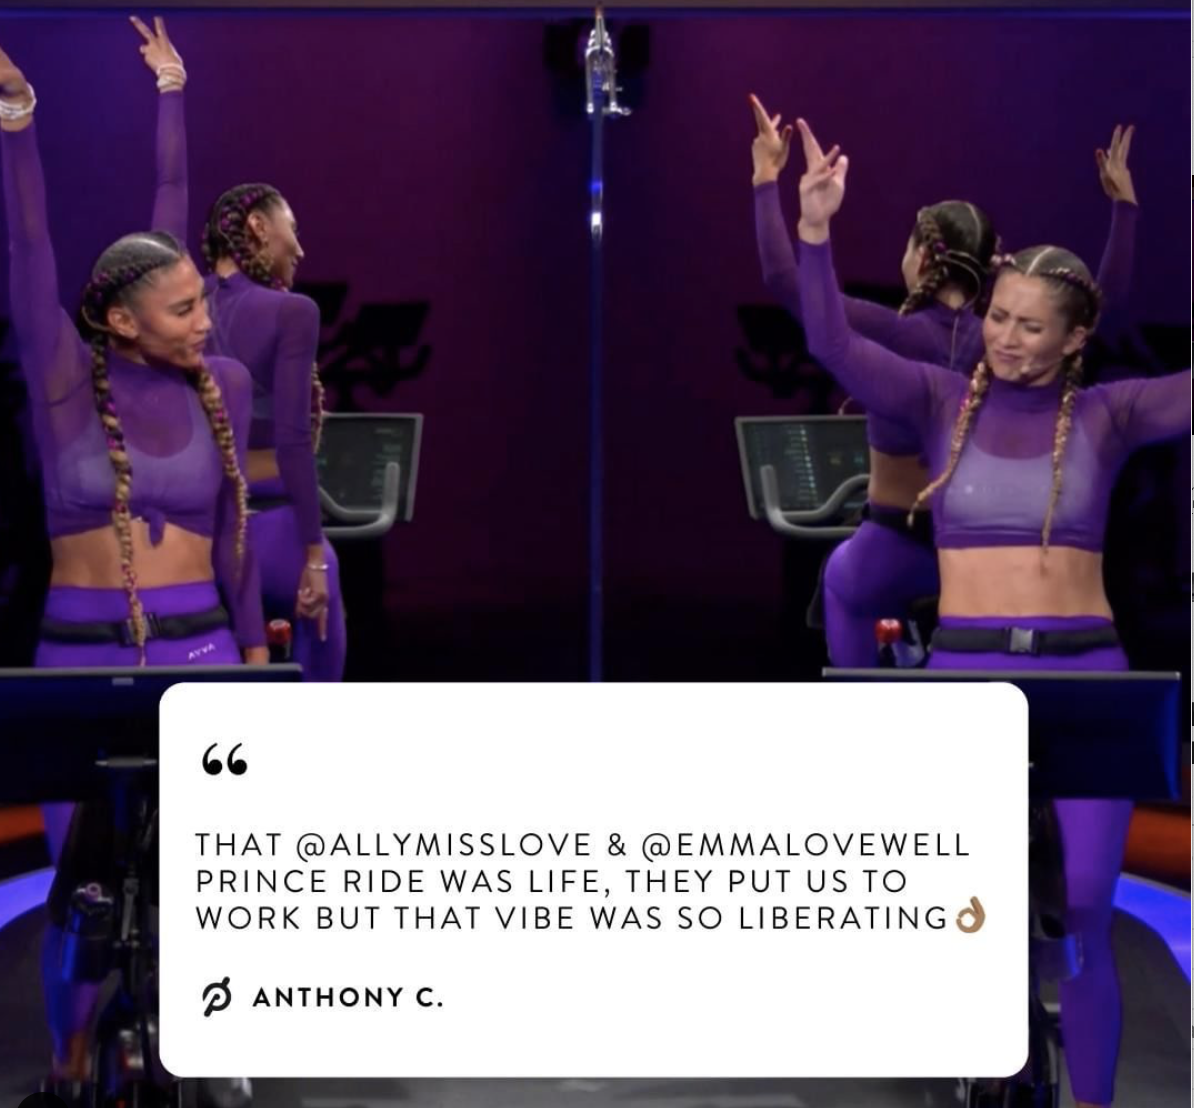 AYVA
“
THAT @ALLYMISSLOVE & @EMMALOVEWELL
PRINCE RIDE WAS LIFE, THEY PUT US TO
WORK BUT THAT VIBE WAS SO LIBERATING👌🏽
ANTHONY C.